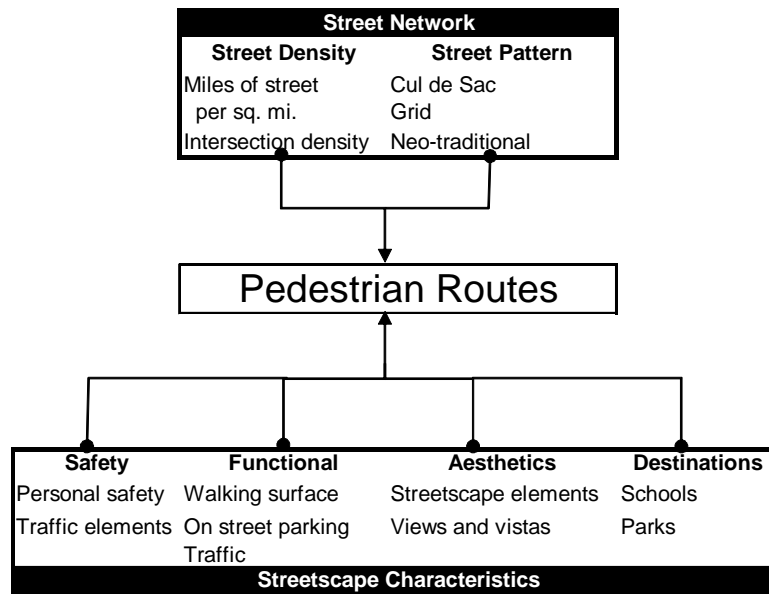 Street Network
Street Density Street Pattern
Miles of street Cul de Sac
per sq. mi. Grid
Intersection density Neo-traditional
Pedestrian Routes
Safety Functional Aesthetics Destinations
Personal safety Walking surface Streetscape elements Schools
Traffic elements On street parking Views and vistas Parks
Traffic
Streetscape Characteristics